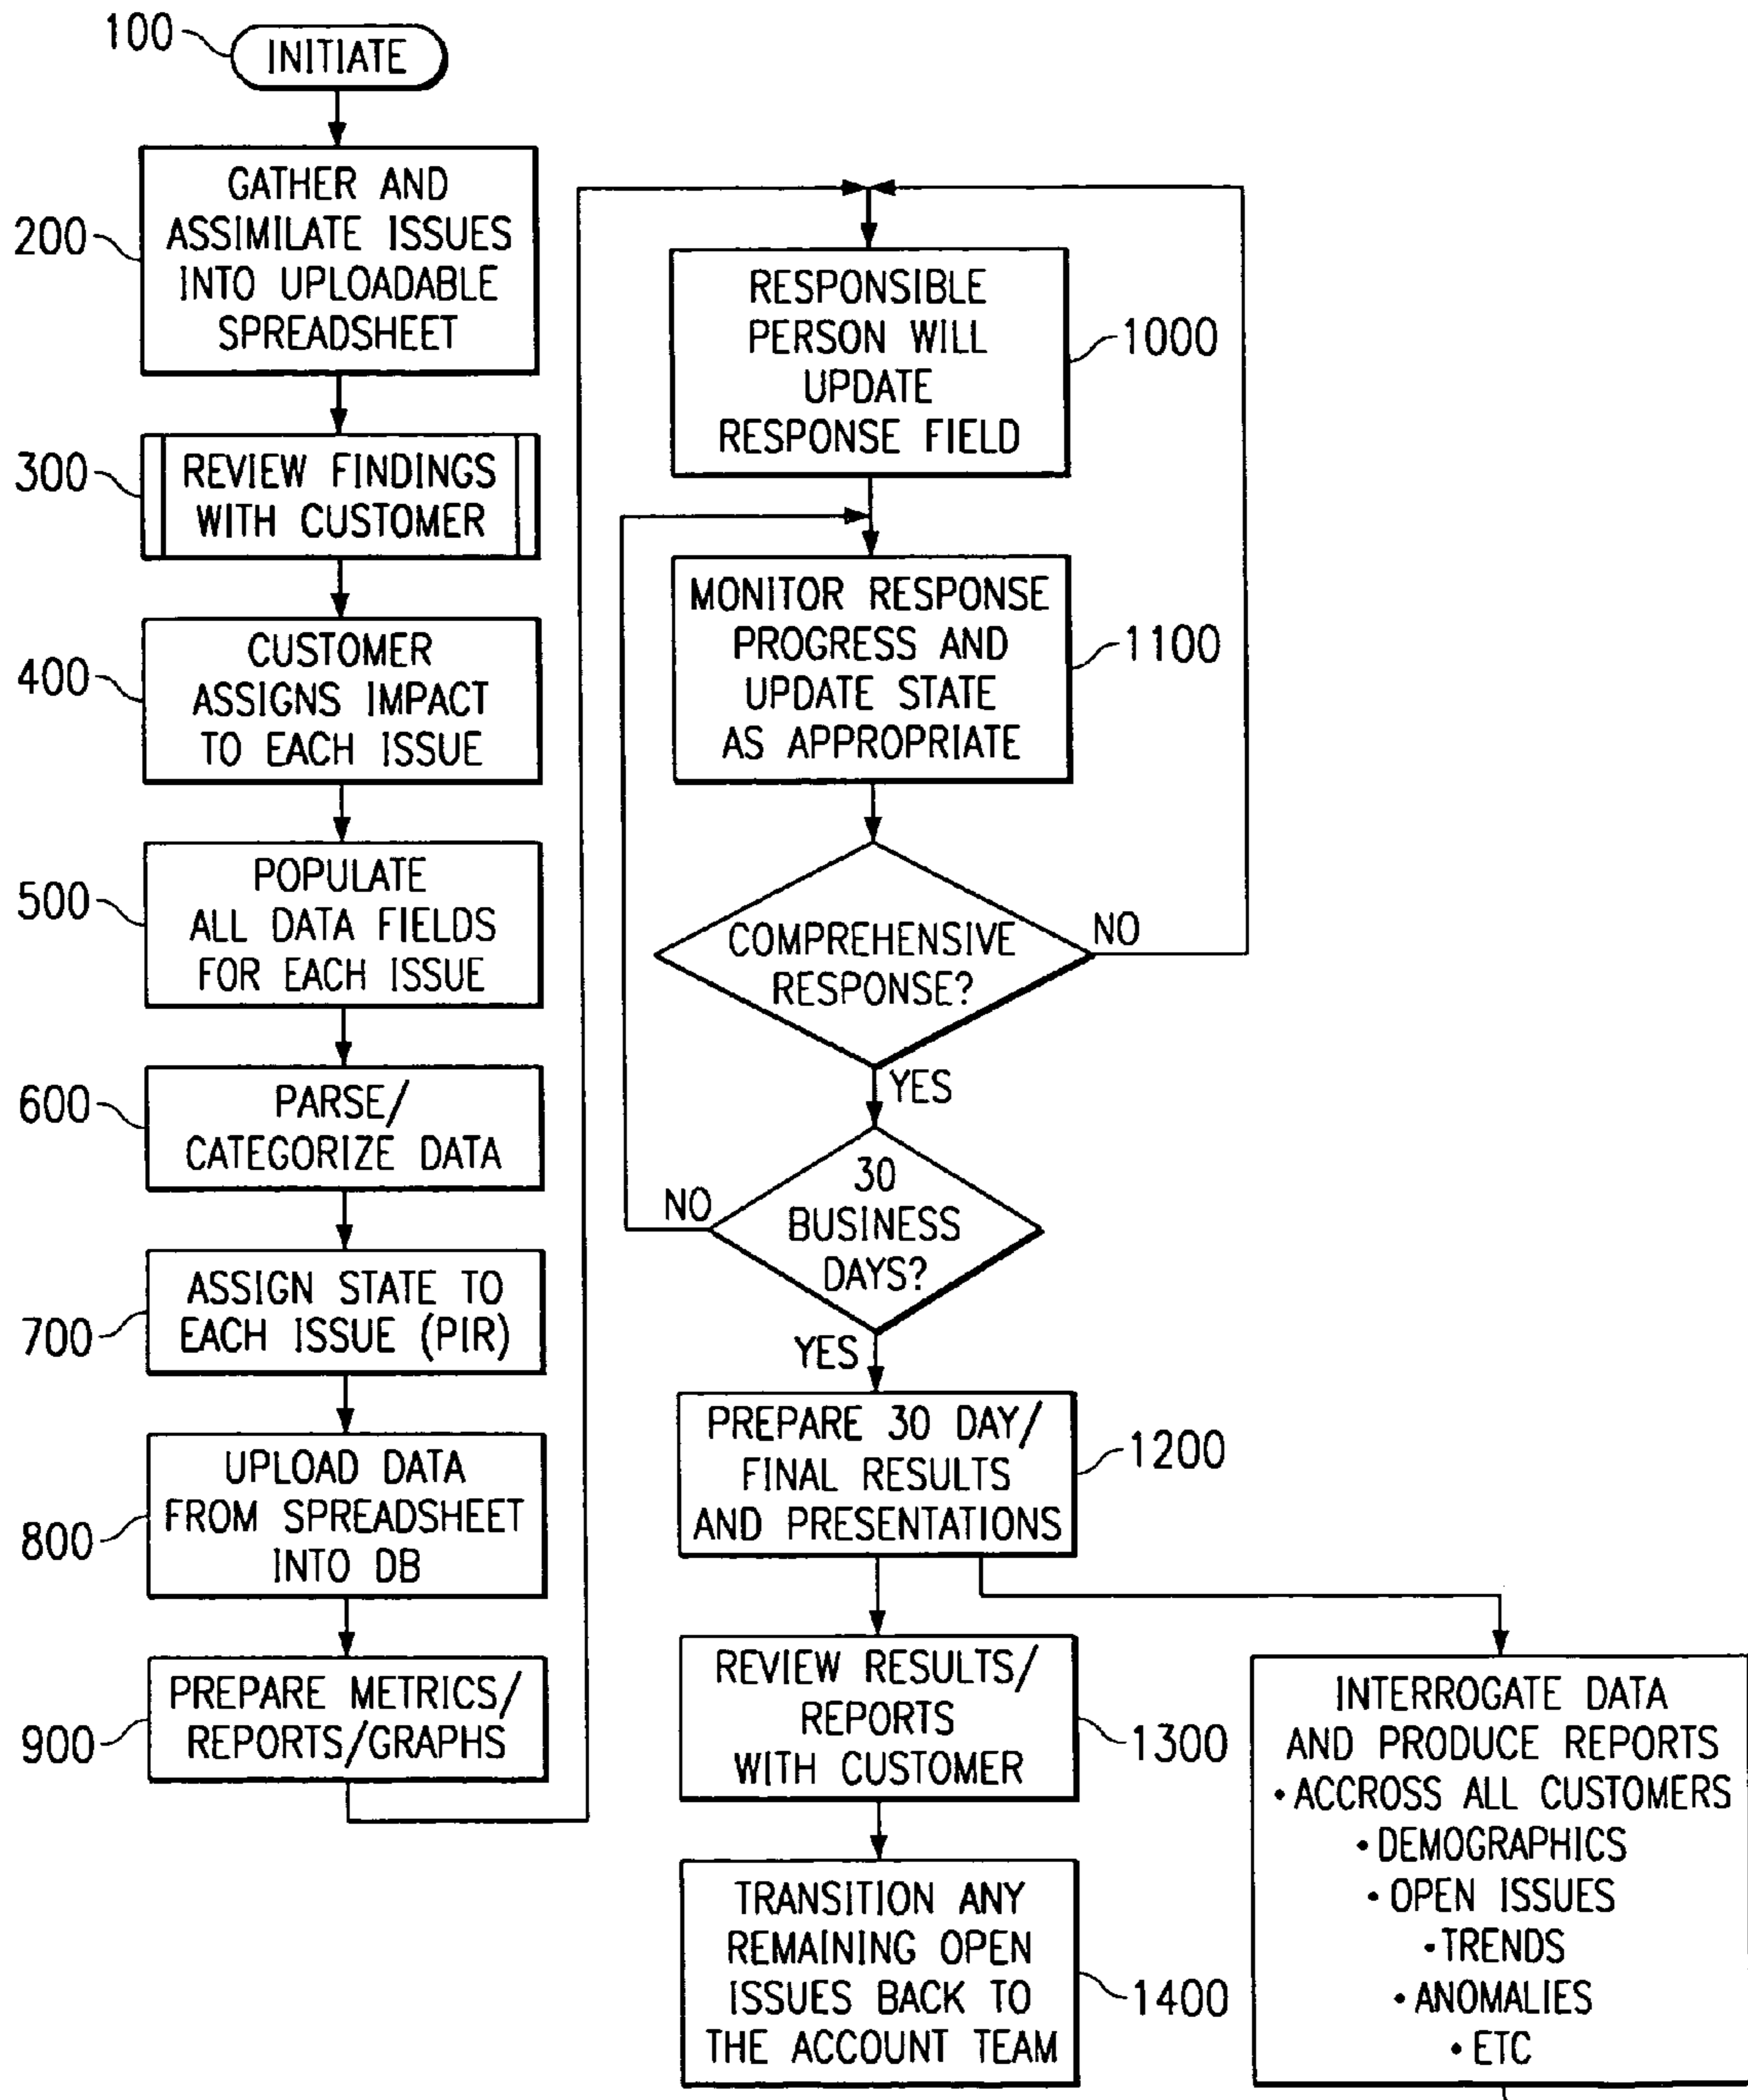 100
INITIATE
200
GATHER AND
ASSIMILATE ISSUES
INTO UPLOADABLE
SPREADSHEET
300
REVIEW FINDINGS
WITH CUSTOMER
400
CUSTOMER
ASSIGNS IMPACT
TO EACH ISSUE
500
POPULATE
ALL DATA FIELDS
FOR EACH ISSUE
600
PARSE/
CATEGORIZE DATA
700
ASSIGN STATE TO
EACH ISSUE (PIR)
800
UPLOAD DATA
FROM SPREADSHEET
INTO DB
900
PREPARE METRICS/
REPORTS/GRAPHS
RESPONSIBLE
PERSON WILL
UPDATE
RESPONSE FIELD
1000
MONITOR RESPONSE
PROGRESS AND
UPDATE STATE
AS APPROPRIATE
1100
COMPREHENSIVE
RESPONSE?
NO
YES
30
BUSINESS
DAYS?
NO
YES
PREPARE 30 DAY/
FINAL RESULTS
AND PRESENTATIONS
1200
REVIEW RESULTS/
REPORTS
WITH CUSTOMER
1300
TRANSITION ANY
REMAINING OPEN
ISSUES BACK TO
THE ACCOUNT TEAM
1400
INTERROGATE DATA
AND PRODUCE REPORTS
• ACCROSS ALL CUSTOMERS
• DEMOGRAPHICS
• OPEN ISSUES
• TRENDS
• ANOMALIES
• ETC